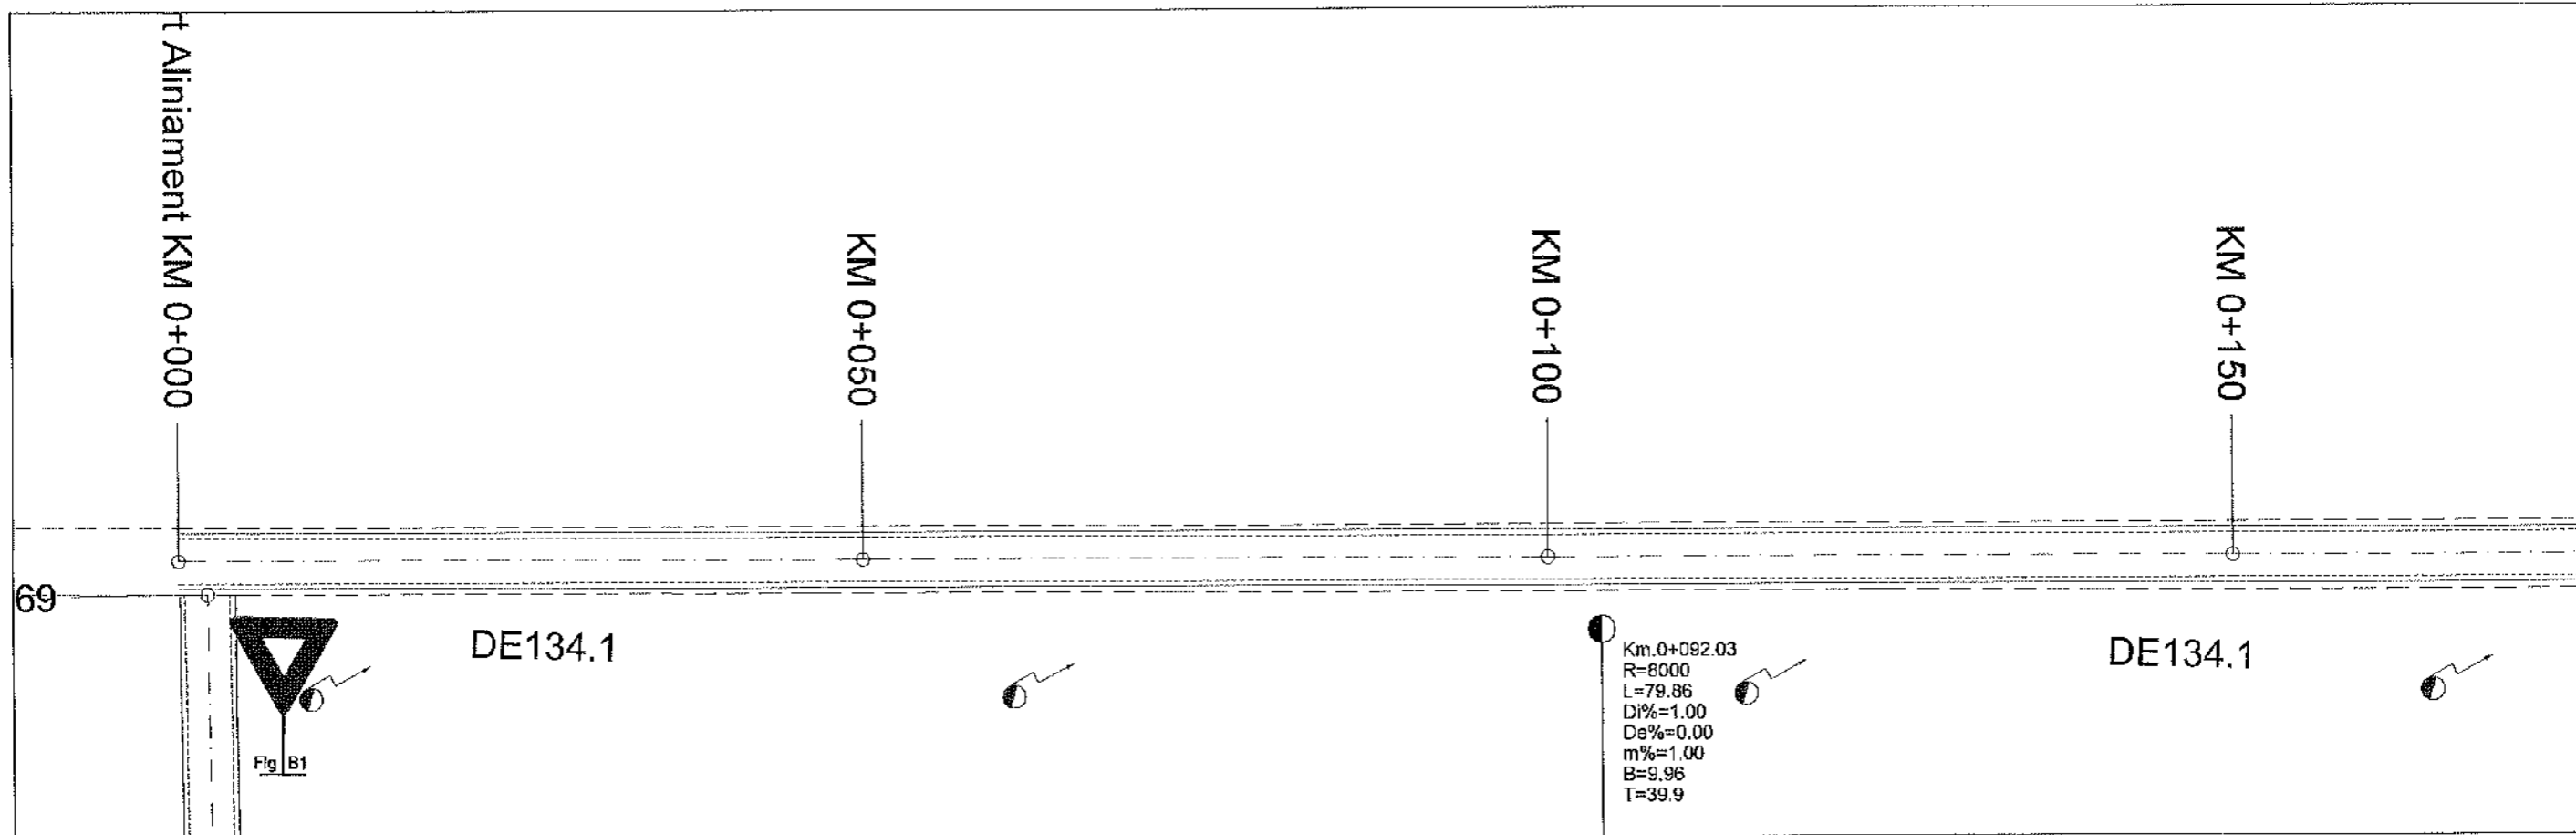 rt Aliniament KM 0+000
KM 0+050
KM 0+100
KM 0+150
69
DE134.1
DE134.1
Fig B1
Km.0+092.03
R=8000
L=79.86
Di%=1.00
De%=0.00
m%=1.00
B=9.96
T=39.9